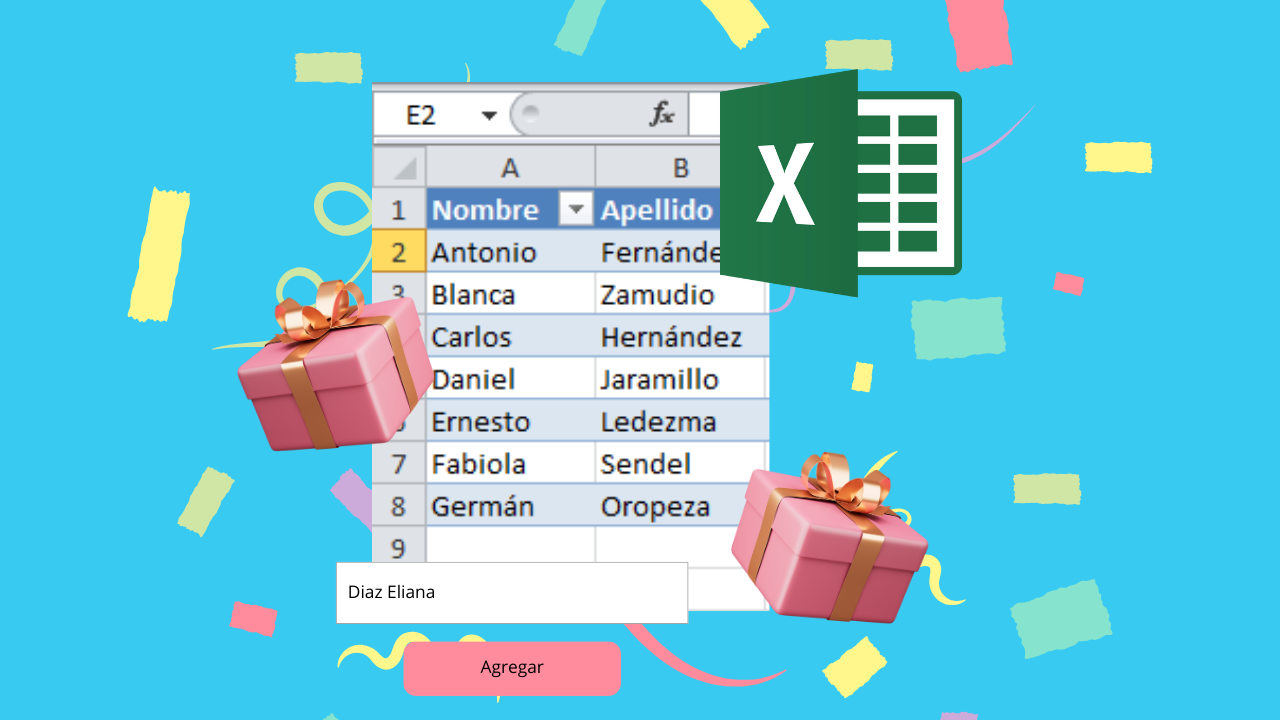 E2 fx
A B
1 Nombre Apellido
2 Antonio
3 Blanca Zamudio
Carlos Hernández
Daniel Jaramillo
Ernesto Ledezma
7 Fabiola Sendel
8 Germán Oropeza
9
X
Diaz Eliana
Agregar